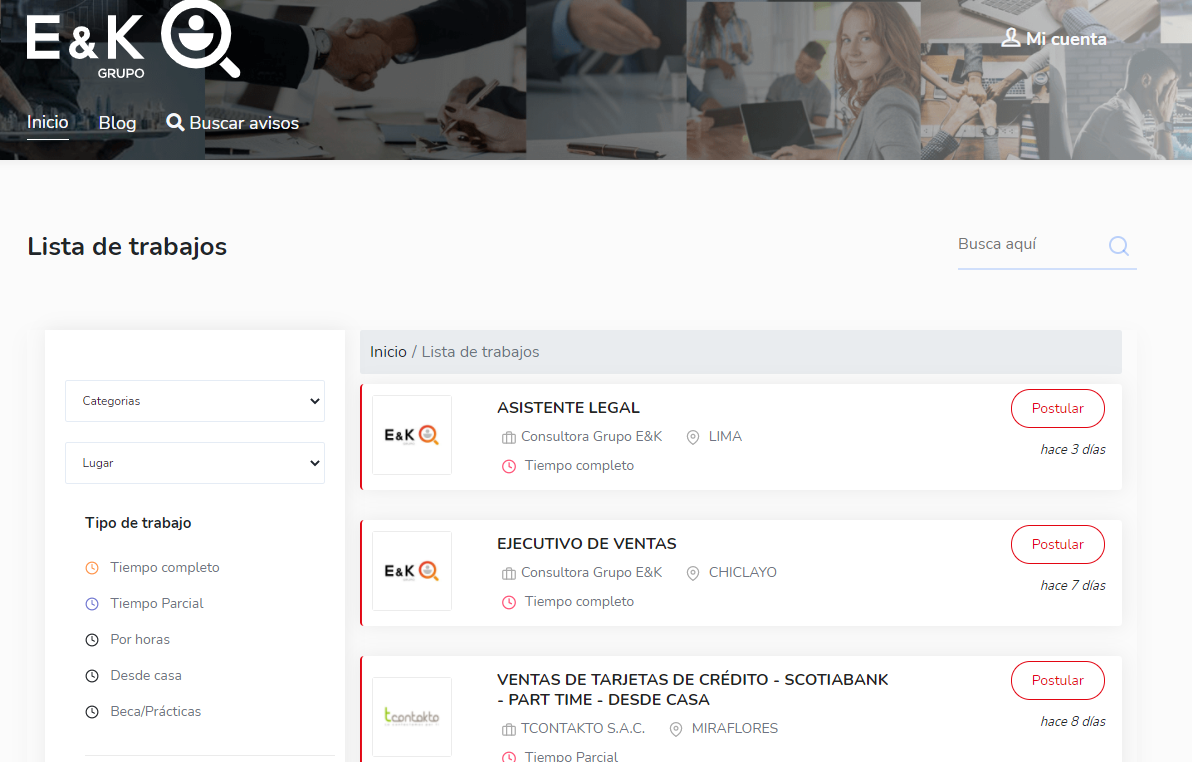 E&K
GRUPO
Mi cuenta
Inicio Blog Buscar avisos
Lista de trabajos
Busca aquí
Categorias
Lugar
Tipo de trabajo
Tiempo completo
Tiempo Parcial
Por horas
Desde casa
Beca/Prácticas
Inicio / Lista de trabajos
E&K
ASISTENTE LEGAL
Consultora Grupo E&K LIMA
Tiempo completo
Postular
hace 3 días
E&K
EJECUTIVO DE VENTAS
Consultora Grupo E&K CHICLAYO
Tiempo completo
Postular
hace 7 días
tcontakto
VENTAS DE TARJETAS DE CRÉDITO - SCOTIABANK
- PART TIME - DESDE CASA
TCONTAKTO S.A.C. MIRAFLORES
Tiempo Parcial
Postular
hace 8 días